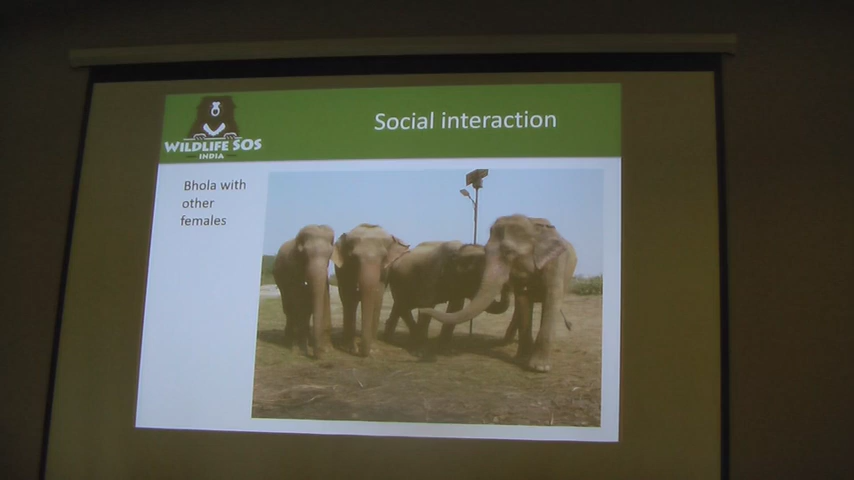 WILDLIFE SOS
INDIA
Social interaction
Bhola with
other
females